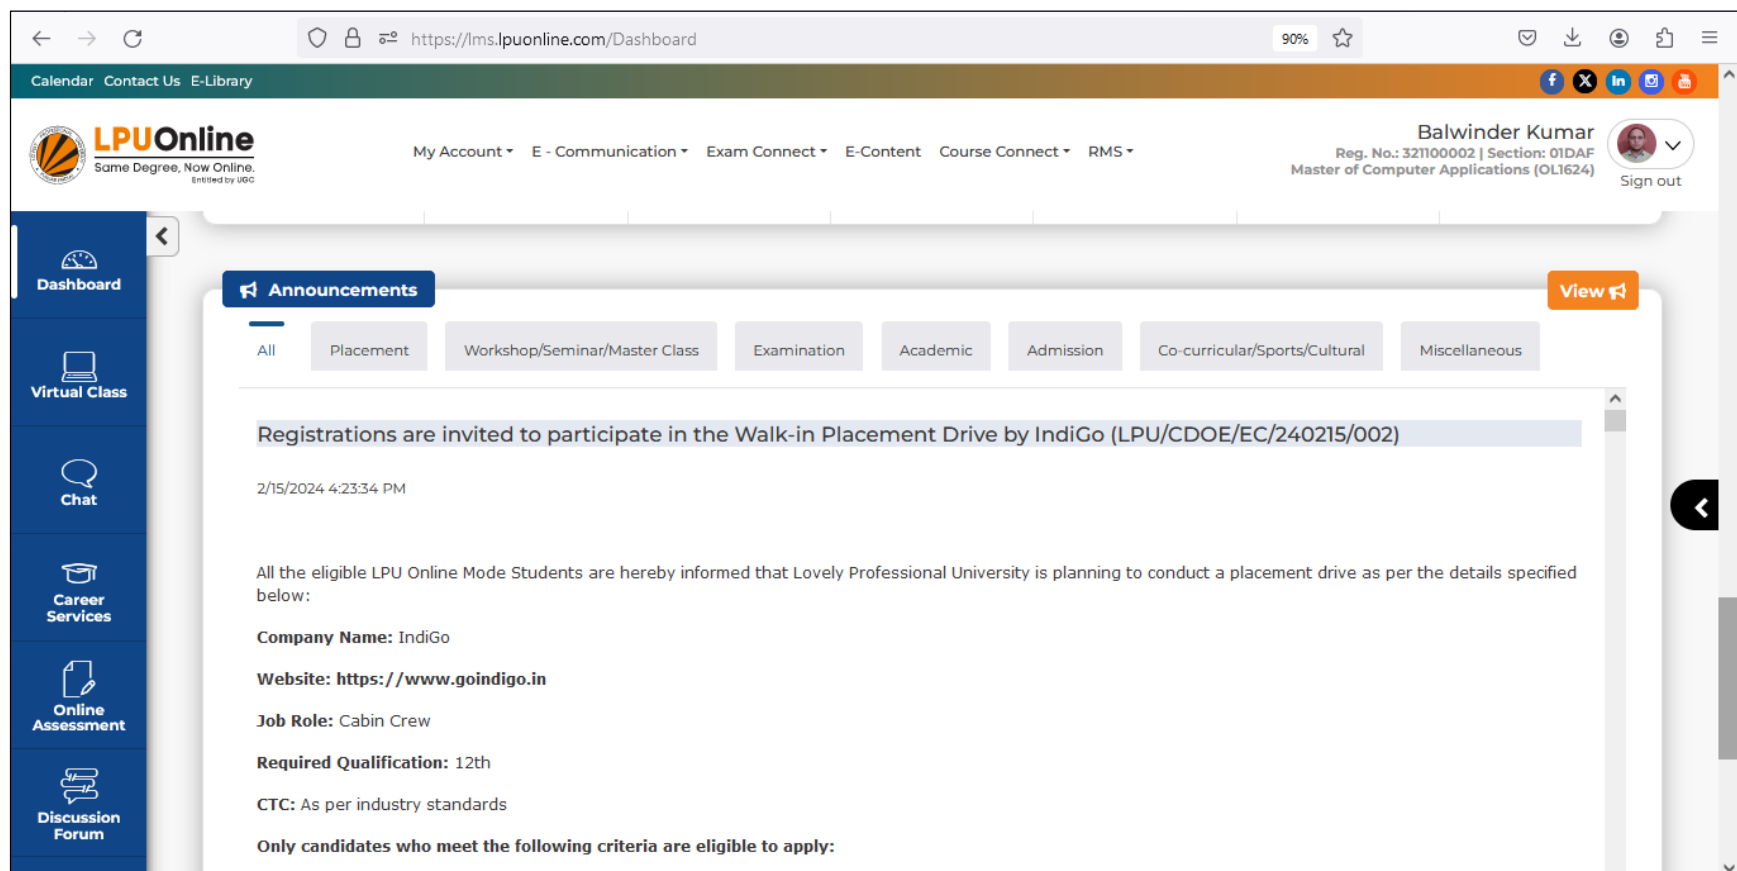 https://lms.lpuonline.com/Dashboard
90%
Calendar Contact Us E-Library
LPUOnline
Same Degree, Now Online.
Entitled by UGC
My Account E - Communication Exam Connect E-Content Course Connect RMS
Balwinder Kumar
Reg. No.: 321100002 | Section: 01DAF
Master of Computer Applications (OL1624)
Sign out
Dashboard
Virtual Class
Chat
Career
Services
Online
Assessment
Discussion
Forum
Announcements
View
All Placement Workshop/Seminar/Master Class Examination Academic Admission Co-curricular/Sports/Cultural Miscellaneous
Registrations are invited to participate in the Walk-in Placement Drive by IndiGo (LPU/CDOE/EC/240215/002)
2/15/2024 4:23:34 PM
All the eligible LPU Online Mode Students are hereby informed that Lovely Professional University is planning to conduct a placement drive as per the details specified
below:
Company Name: IndiGo
Website: https://www.goindigo.in
Job Role: Cabin Crew
Required Qualification: 12th
CTC: As per industry standards
Only candidates who meet the following criteria are eligible to apply: